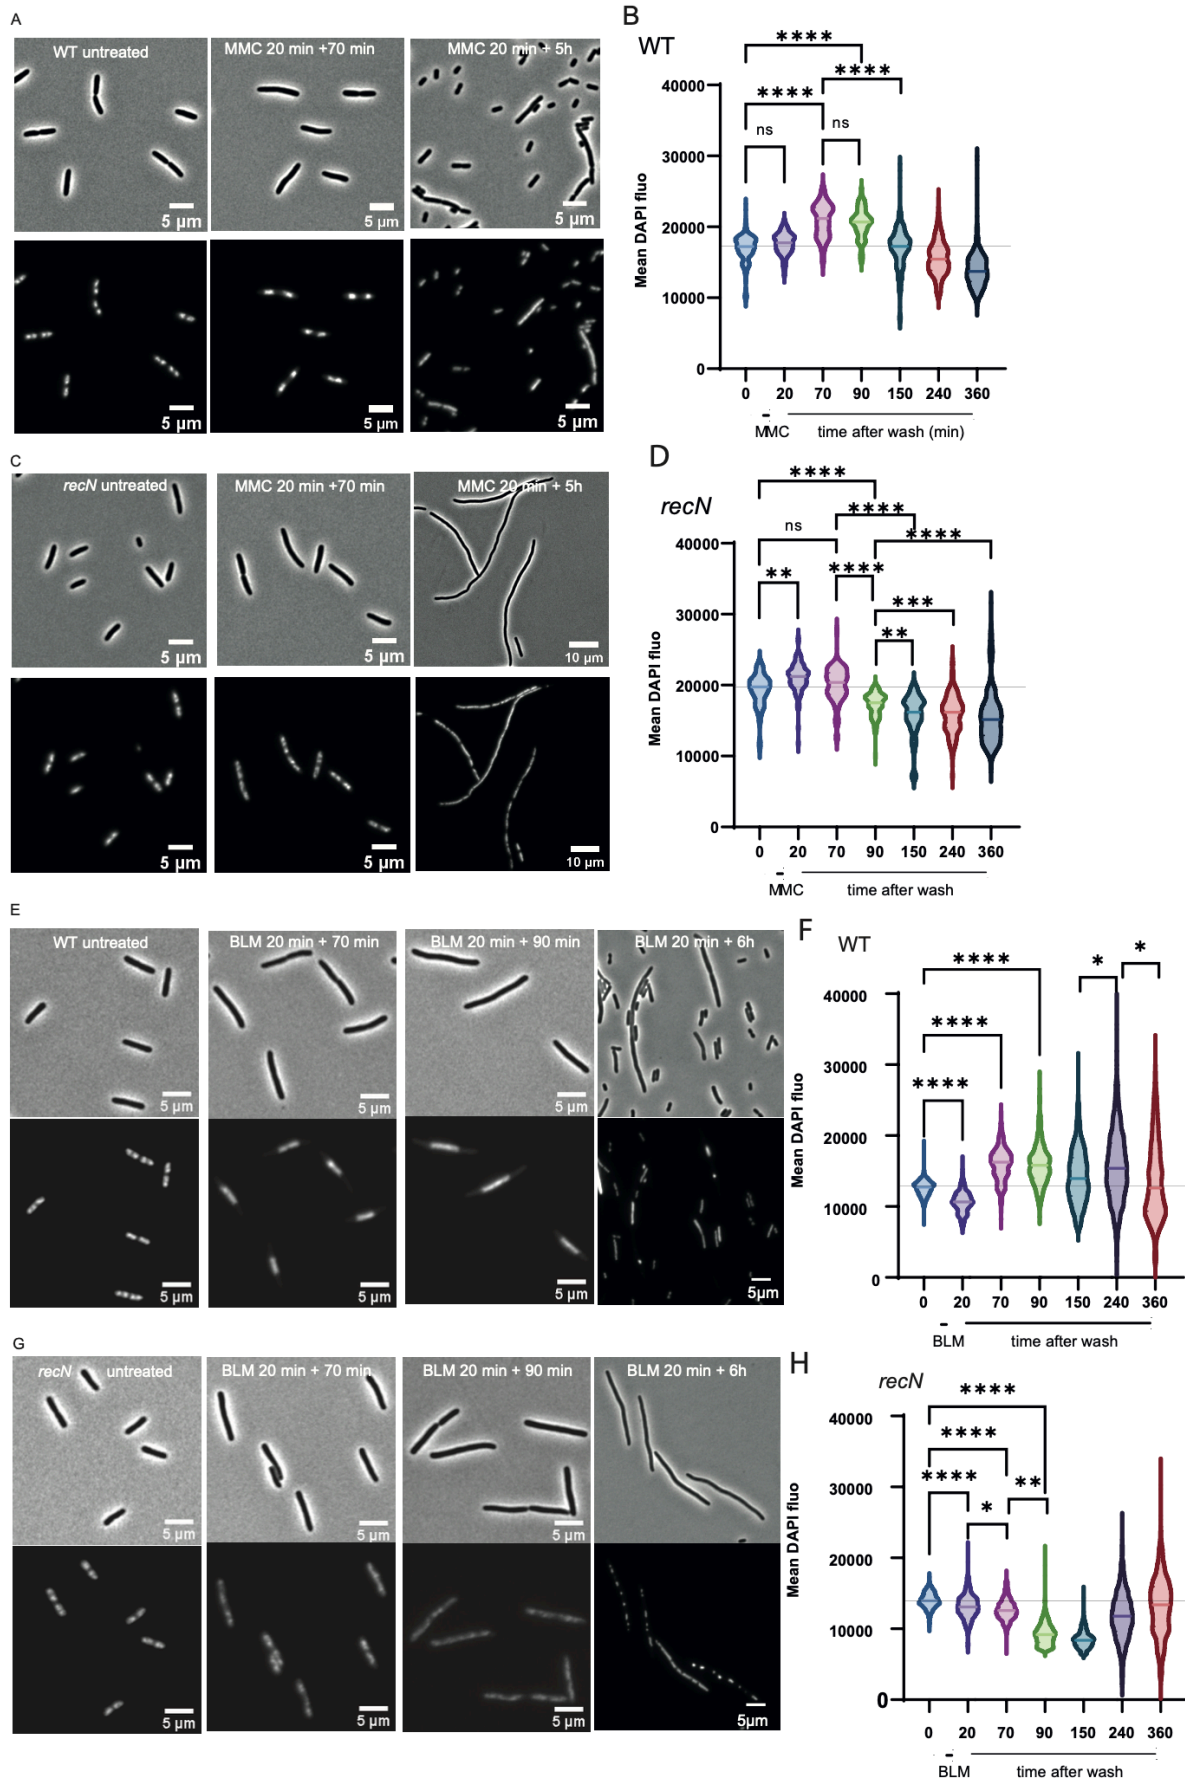 A
WT untreated
MMC 20 min +70 min
MMC 20 min + 5h
5 µm
5 µm
5 µm
5 µm
5 µm
5 µm
B
WT
Mean DAPI fluo
40000
30000
20000
10000
0
****
****
****
ns
ns
0 20 70 90 150 240 360
MMC time after wash (min)
C
recN untreated
MMC 20 min +70 min
MMC 20 min + 5h
5 µm
5 µm
10 µm
5 µm
5 µm
10 µm
D
recN
Mean DAPI fluo
40000
30000
20000
10000
0
****
****
ns
****
**
****
***
**
0 20 70 90 150 240 360
MMC time after wash
E
WT untreated
BLM 20 min + 70 min
BLM 20 min + 90 min
BLM 20 min + 6h
5 µm
5 µm
5 µm
5 µm
5 µm
5 µm
5µm
F
WT
Mean DAPI fluo
40000
30000
20000
10000
0
****
*
*
****
****
0 20 70 90 150 240 360
BLM time after wash
G
recN untreated
BLM 20 min + 70 min
BLM 20 min + 90 min
BLM 20 min + 6h
5 µm
5 µm
5 µm
5 µm
5 µm
5 µm
5µm
H
recN
Mean DAPI fluo
40000
30000
20000
10000
0
****
****
****
**
*
0 20 70 90 150 240 360
BLM time after wash